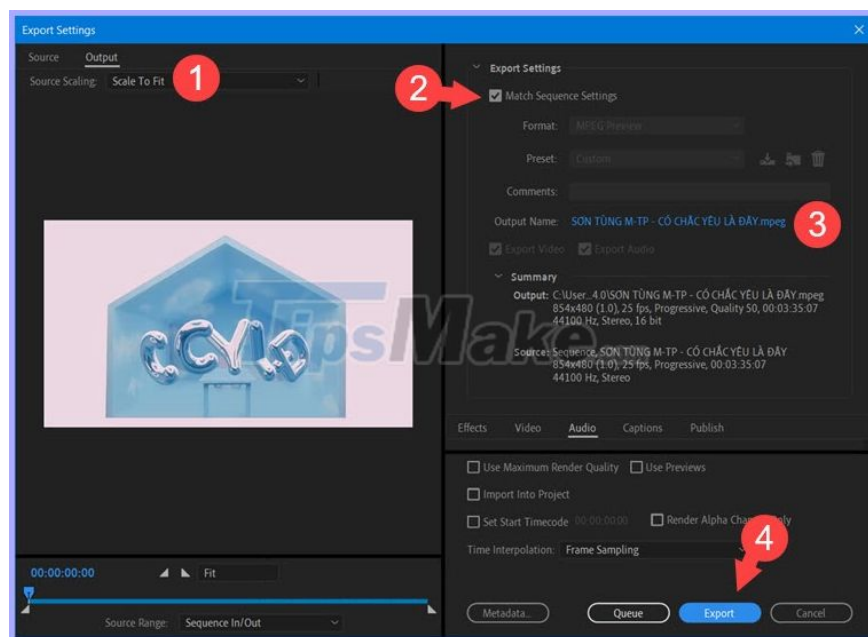 Export Settings
Source Output
Source Scaling: Scale To Fit
1
2
Export Settings
Match Sequence Settings
Format: MPEG Preview
Preset: Custom
Comments:
Output Name: SƠN TÙNG M-TP - CÓ CHẮC YÊU LÀ ĐÂY.mpeg
3
Export Video Export Audio
Summary
Output: C:\User...4.0\SƠN TÙNG M-TP - CÓ CHẮC YÊU LÀ ĐÂY.mpeg
854x480 (1.0), 25 fps, Progressive, Quality 50, 00:03:35:07
44100 Hz, Stereo, 16 bit
Source: Sequence, SƠN TÙNG M-TP - CÓ CHẮC YÊU LÀ ĐÂY
854x480 (1.0), 25 fps, Progressive, 00:03:35:07
44100 Hz, Stereo
CCYLD
TipsMake
Effects Video Audio Captions Publish
Use Maximum Render Quality Use Previews
Import Into Project
Set Start Timecode 00:00:00:00 Render Alpha Channel Only
4
Time Interpolation: Frame Sampling
00:00:00:00 Fit
Source Range: Sequence In/Out
Metadata... Queue Export Cancel